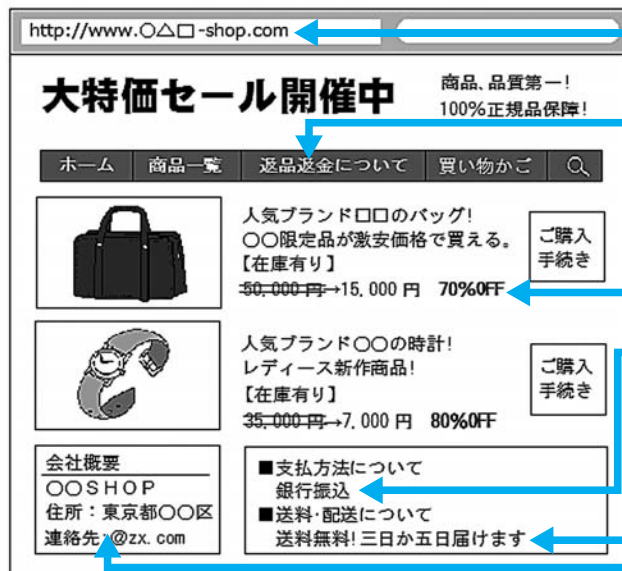 http://www.○△□-shop.com
大特価セール開催中
商品、品質第一!
100%正規品保障!
ホーム 商品一覧 返品返金について 買い物かご
人気ブランド□□のバッグ!
○○限定品が激安価格で買える。
【在庫有り】
50,000円→15,000円 70%OFF
ご購入
手続き
人気ブランド○○の時計!
レディース新作商品!
【在庫有り】
35,000円→7,000円 80%OFF
ご購入
手続き
会社概要
○○SHOP
住所：東京都○○区
連絡先:@zx.com
■支払方法について
銀行振込
■送料・配送について
送料無料!三日か五日届けます